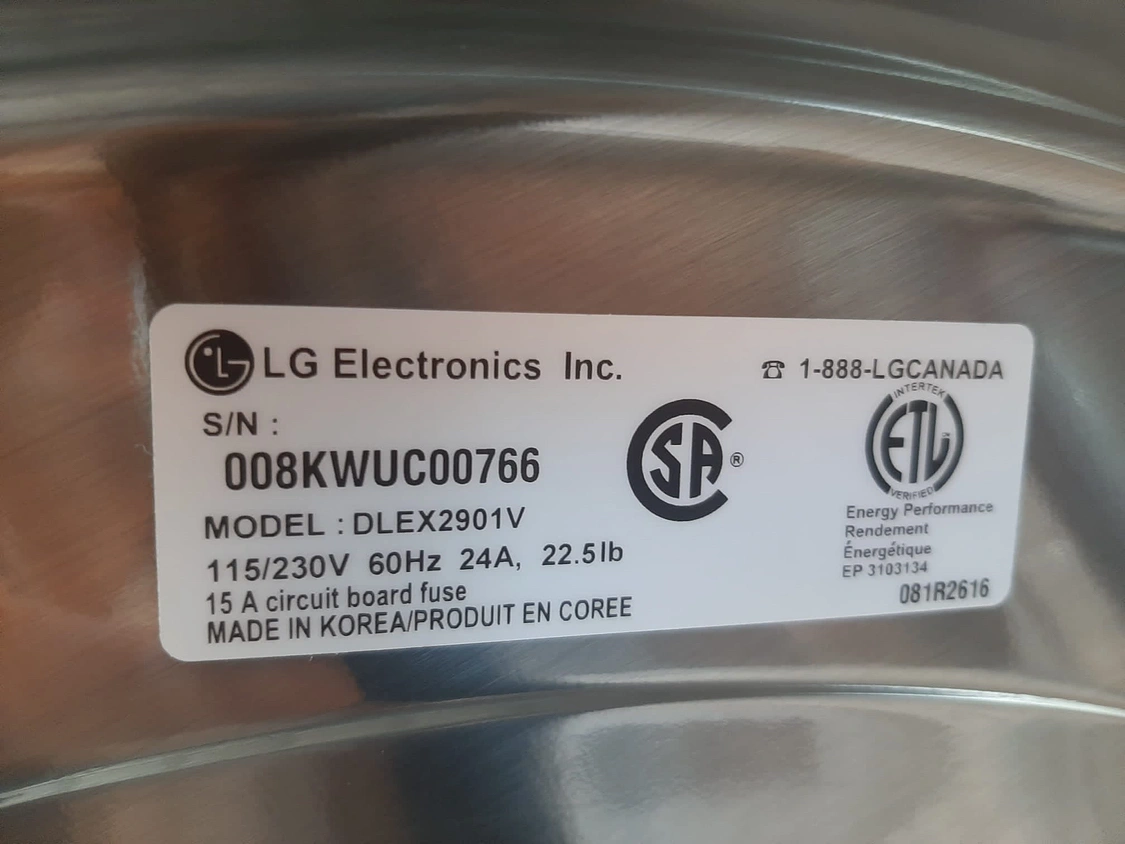 LG LG Electronics Inc.
☎ 1-888-LGCANADA
S/N :
008KWUC00766
MODEL : DLEX2901V
115/230V 60Hz 24A, 22.5lb
15 A circuit board fuse
MADE IN KOREA/PRODUIT EN COREE
SA ®
INTERTEK
ETL
VERIFIED
Energy Performance
Rendement
Énergétique
EP 3103134
081R2616